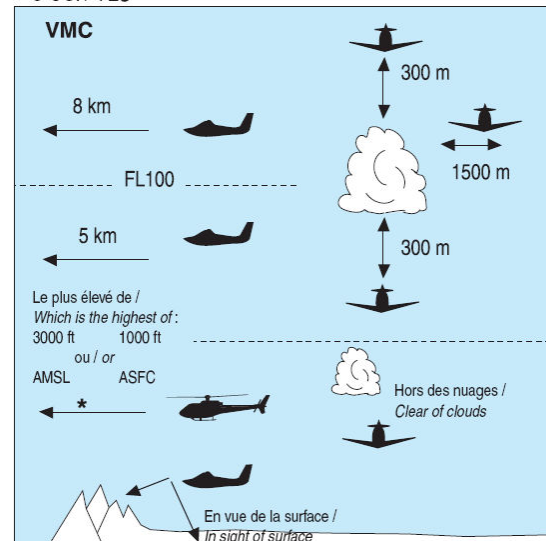 VMC
300 m
8 km
1500 m
FL100
5 km
300 m
Le plus élevé de /
Which is the highest of :
3000 ft 1000 ft
ou / or
AMSL ASFC
*
Hors des nuages /
Clear of clouds
En vue de la surface /
In sight of surface